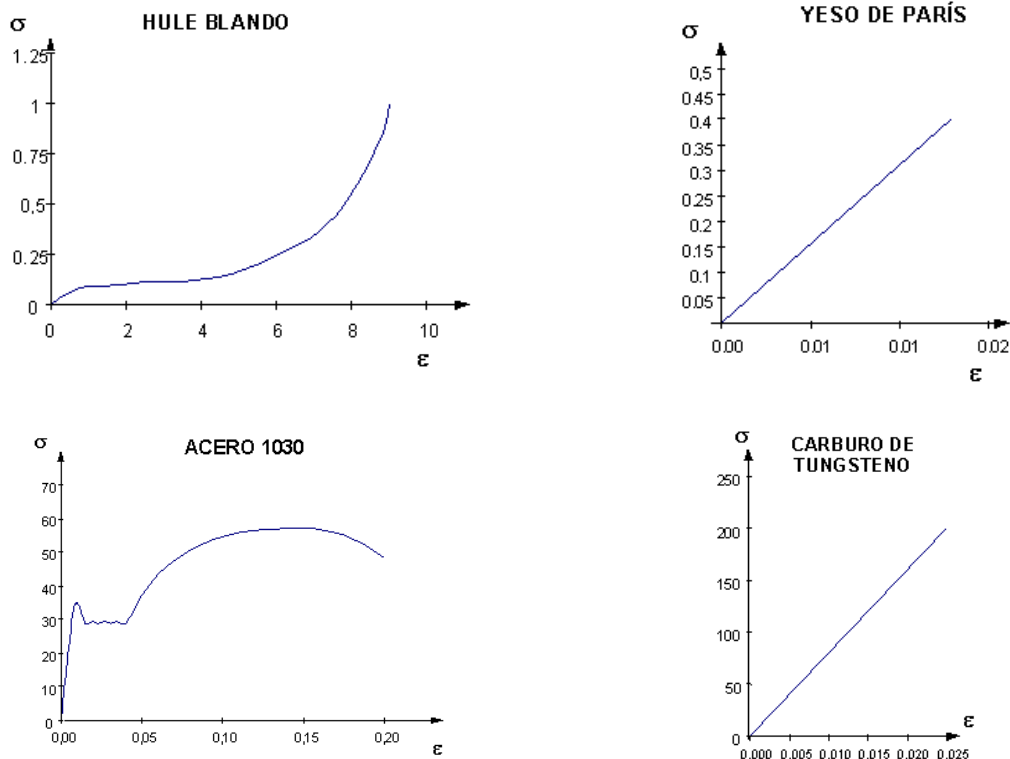 HULE BLANDO
σ
1.25
1
0.75
0,5
0.25
0
0 2 4 6 8 10
ε
YESO DE PARÍS
σ
0,5
0.45
0.4
0.35
0.3
0.25
0.2
0.15
0.1
0.05
0.00 0.01 0.01 0.02
ε
ACERO 1030
σ
70
60
50
40
30
20
10
0
0,00 0,05 0,10 0,15 0,20
ε
CARBURO DE
TUNGSTENO
σ
250
200
150
100
50
0
ε
0.000 0.005 0.010 0.015 0.020 0.025